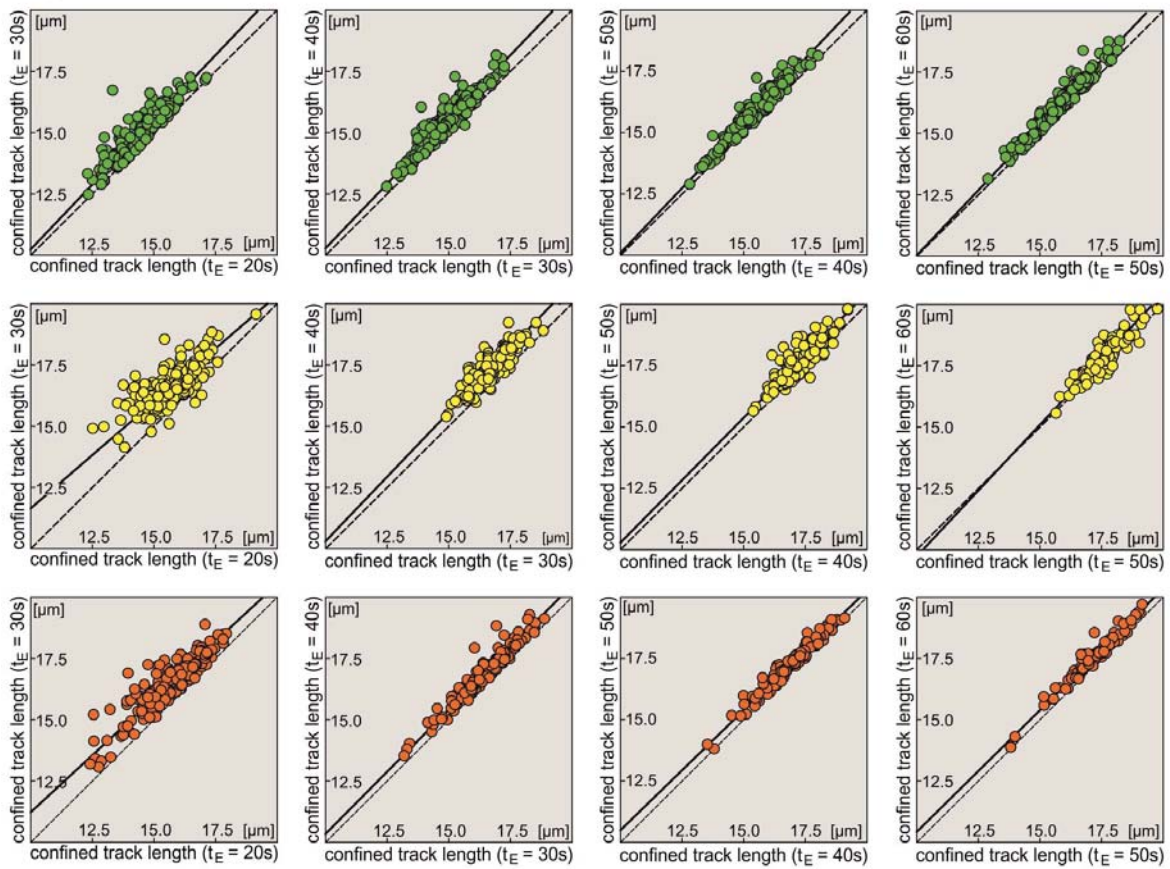 confined track length (tE = 30s)
[µm]
17.5
15.0
12.5
12.5 15.0 17.5 [µm]
confined track length (tE = 20s)
confined track length (tE = 40s)
[µm]
17.5
15.0
12.5
12.5 15.0 17.5 [µm]
confined track length (tE = 30s)
confined track length (tE = 50s)
[µm]
17.5
15.0
12.5
12.5 15.0 17.5 [µm]
confined track length (tE = 40s)
confined track length (tE = 60s)
[µm]
17.5
15.0
12.5
12.5 15.0 17.5 [µm]
confined track length (tE = 50s)
confined track length (tE = 30s)
[µm]
17.5
15.0
12.5
12.5 15.0 17.5 [µm]
confined track length (tE = 20s)
confined track length (tE = 40s)
[µm]
17.5
15.0
12.5
12.5 15.0 17.5 [µm]
confined track length (tE = 30s)
confined track length (tE = 50s)
[µm]
17.5
15.0
12.5
12.5 15.0 17.5 [µm]
confined track length (tE = 40s)
confined track length (tE = 60s)
[µm]
17.5
15.0
12.5
12.5 15.0 17.5 [µm]
confined track length (tE = 50s)
confined track length (tE = 30s)
[µm]
17.5
15.0
12.5
12.5 15.0 17.5 [µm]
confined track length (tE = 20s)
confined track length (tE = 40s)
[µm]
17.5
15.0
12.5
12.5 15.0 17.5 [µm]
confined track length (tE = 30s)
confined track length (tE = 50s)
[µm]
17.5
15.0
12.5
12.5 15.0 17.5 [µm]
confined track length (tE = 40s)
confined track length (tE = 60s)
[µm]
17.5
15.0
12.5
12.5 15.0 17.5 [µm]
confined track length (tE = 50s)